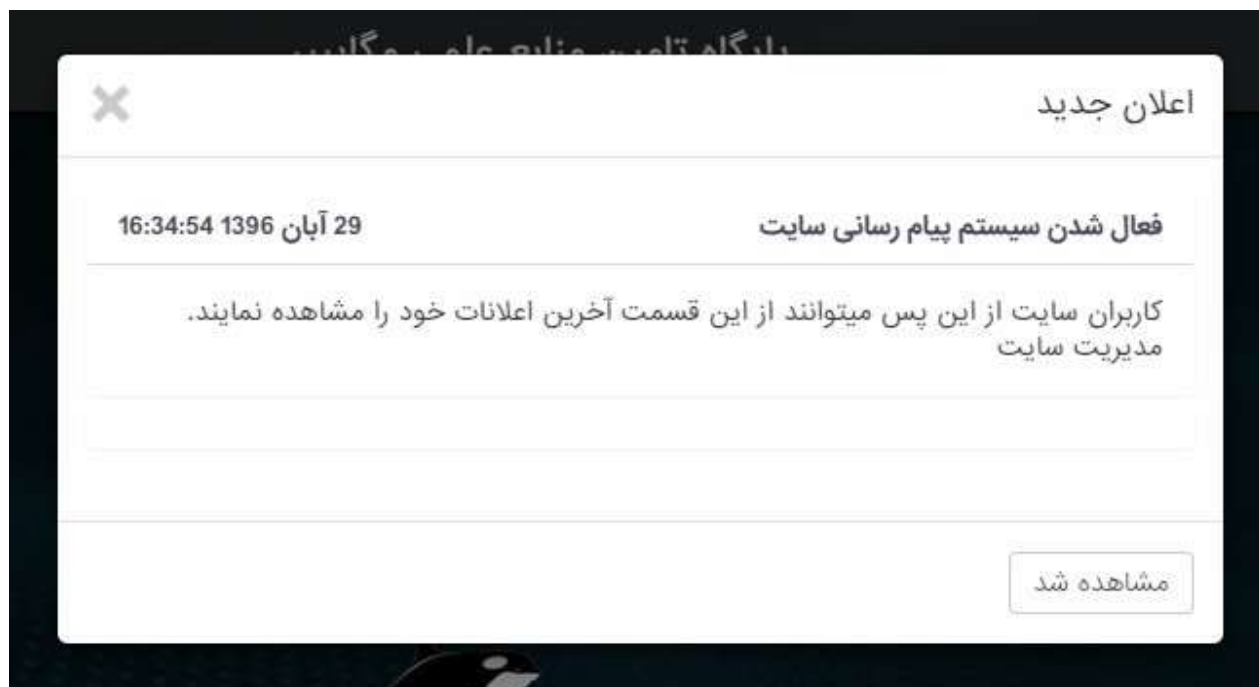 اعلان جدید
فعال شدن سیستم پیام رسانی سایت
29 آبان 1396 16:34:54
کاربران سایت از این پس میتوانند از این قسمت آخرین اعلانات خود را مشاهده نمایند.
مدیریت سایت
مشاهده شد